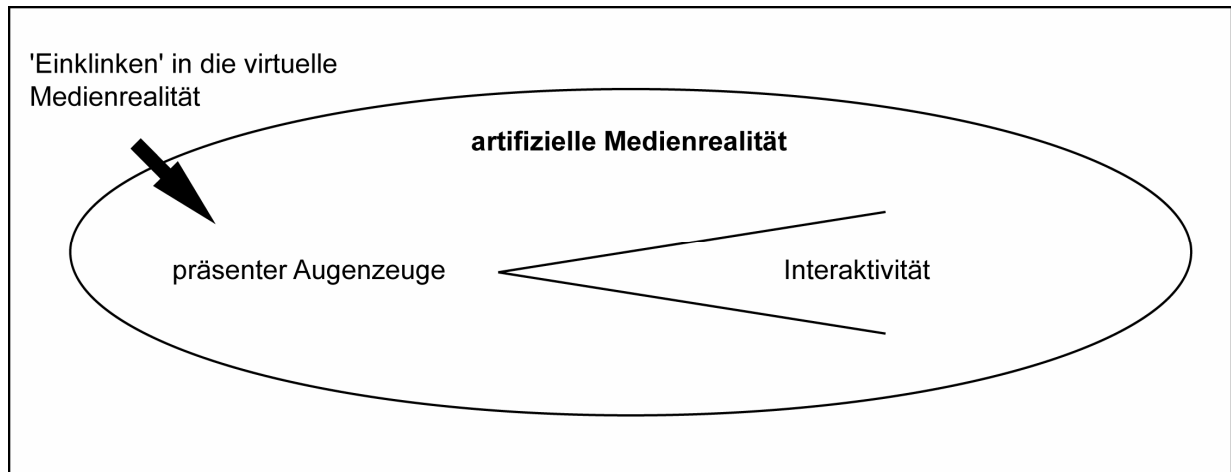 'Einklinken' in die virtuelle
Medienrealität
artifizielle Medienrealität
präsenter Augenzeuge
Interaktivität